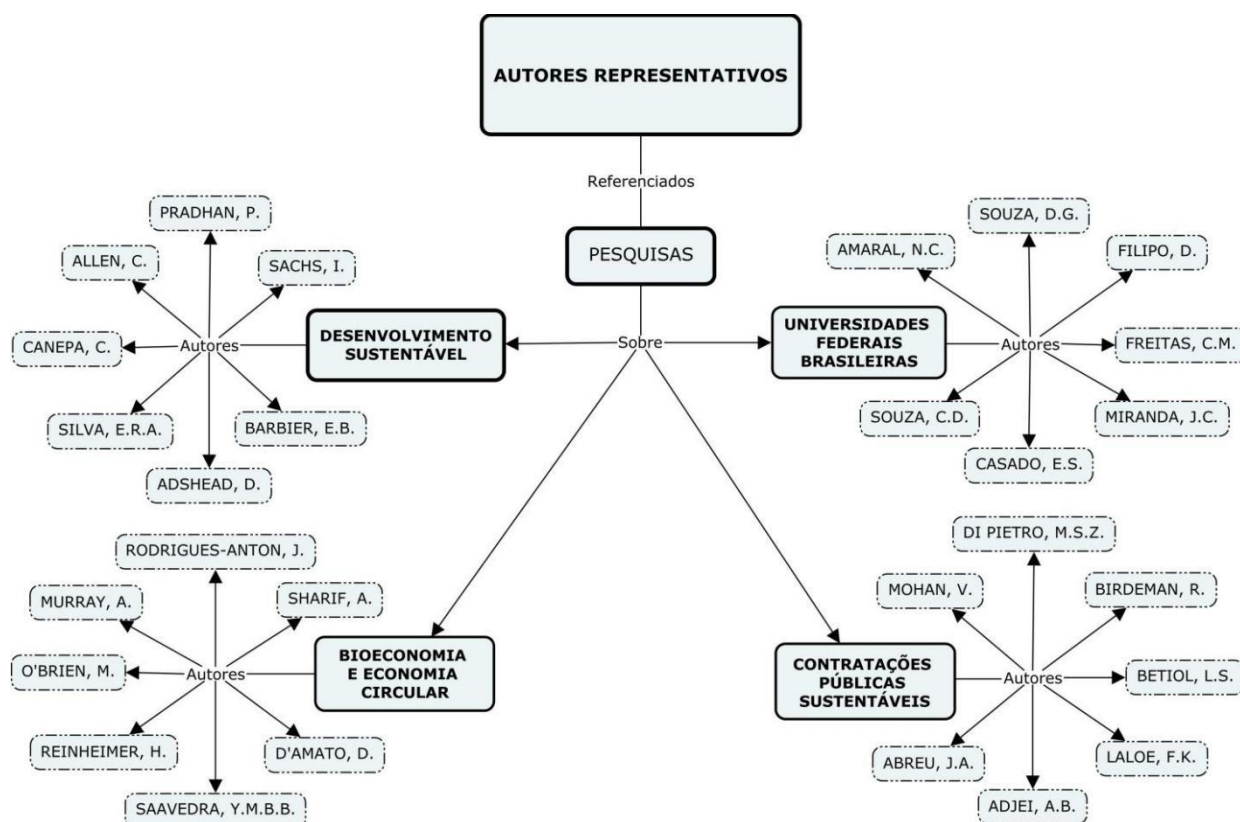 AUTORES REPRESENTATIVOS
Referenciados
PESQUISAS
Sobre
DESENVOLVIMENTO
SUSTENTÁVEL
Autores
PRADHAN, P.
ALLEN, C.
SACHS, I.
CANEPA, C.
SILVA, E.R.A.
BARBIER, E.B.
ADSHEAD, D.
UNIVERSIDADES
FEDERAIS
BRASILEIRAS
Autores
SOUZA, D.G.
AMARAL, N.C.
FILIPO, D.
FREITAS, C.M.
SOUZA, C.D.
MIRANDA, J.C.
CASADO, E.S.
BIOECONOMIA
E ECONOMIA
CIRCULAR
Autores
RODRIGUES-ANTON, J.
MURRAY, A.
SHARIF, A.
O'BRIEN, M.
REINHEIMER, H.
D'AMATO, D.
SAAVEDRA, Y.M.B.B.
CONTRATAÇÕES
PÚBLICAS
SUSTENTÁVEIS
Autores
DI PIETRO, M.S.Z.
MOHAN, V.
BIRDEMAN, R.
BETIOL, L.S.
ABREU, J.A.
LALOE, F.K.
ADJEI, A.B.